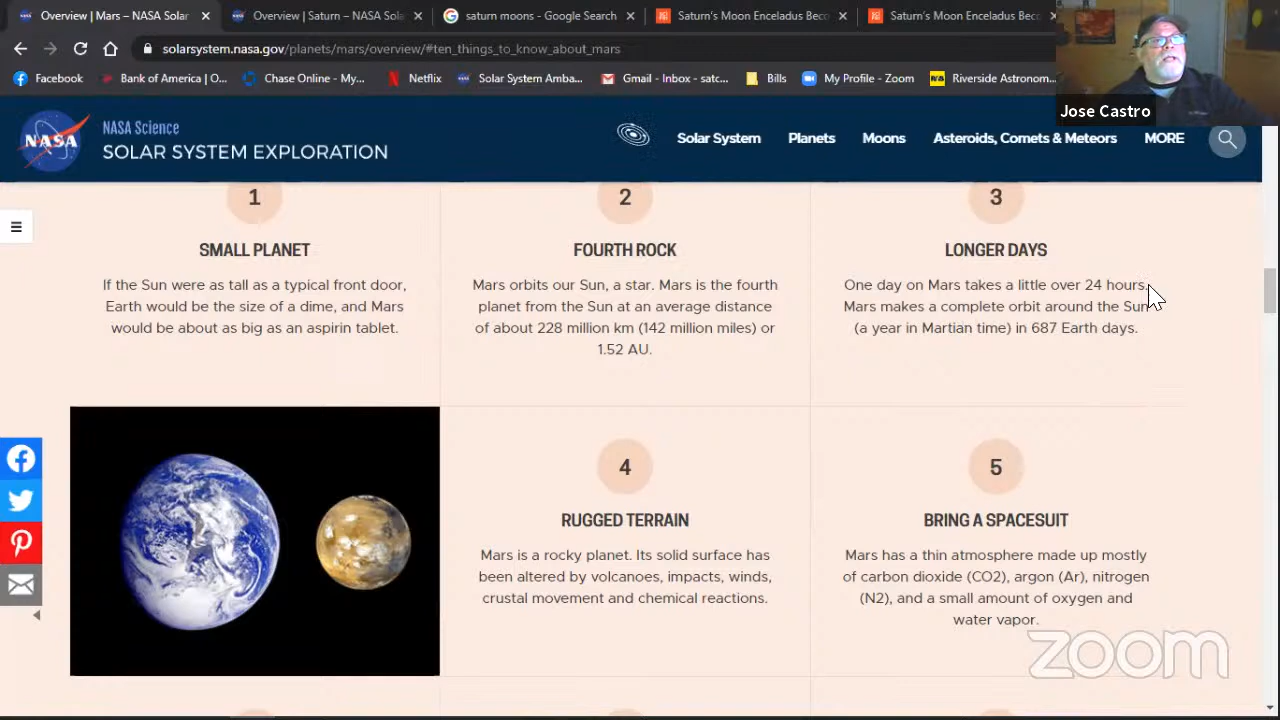 Overview | Mars – NASA Solar
Overview | Saturn – NASA Sola
saturn moons - Google Search
Saturn's Moon Enceladus Beco
Saturn's Moon Enceladus Bec
solarsystem.nasa.gov/planets/mars/overview/#ten_things_to_know_about_mars
Facebook
Bank of America | O...
Chase Online - My...
Netflix
Solar System Amba...
Gmail - Inbox - satc...
Bills
My Profile - Zoom
Riverside Astronom...
Jose Castro
NASA
NASA Science
SOLAR SYSTEM EXPLORATION
Solar System
Planets
Moons
Asteroids, Comets & Meteors
MORE
1
SMALL PLANET
If the Sun were as tall as a typical front door,
Earth would be the size of a dime, and Mars
would be about as big as an aspirin tablet.
2
FOURTH ROCK
Mars orbits our Sun, a star. Mars is the fourth
planet from the Sun at an average distance
of about 228 million km (142 million miles) or
1.52 AU.
3
LONGER DAYS
One day on Mars takes a little over 24 hours.
Mars makes a complete orbit around the Sun
(a year in Martian time) in 687 Earth days.
4
RUGGED TERRAIN
Mars is a rocky planet. Its solid surface has
been altered by volcanoes, impacts, winds,
crustal movement and chemical reactions.
5
BRING A SPACESUIT
Mars has a thin atmosphere made up mostly
of carbon dioxide (CO2), argon (Ar), nitrogen
(N2), and a small amount of oxygen and
water vapor.
zoom